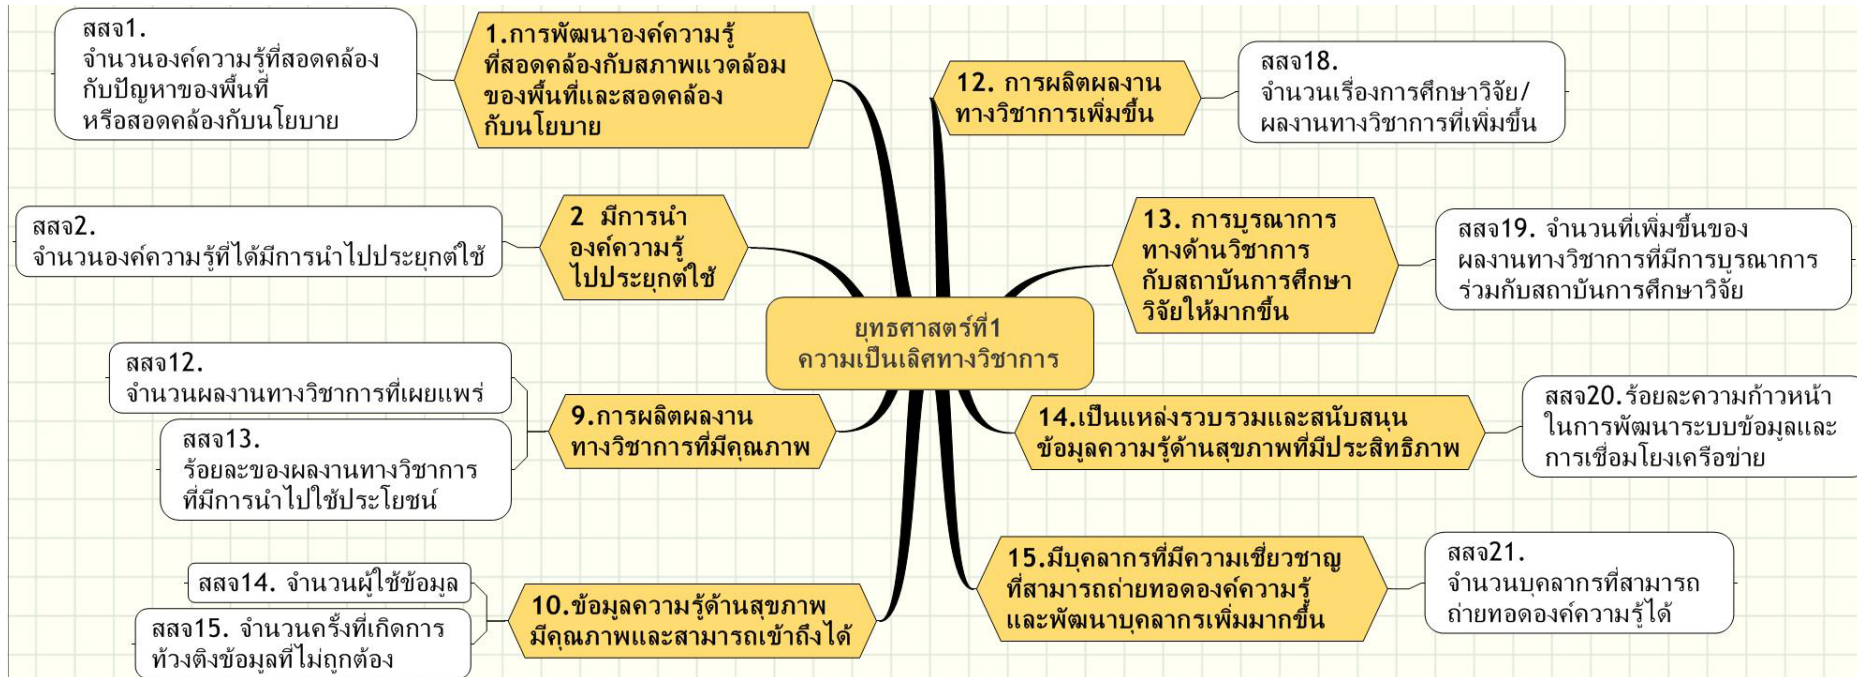 สสจ1.
จำนวนองค์ความรู้ที่สอดคล้อง
กับปัญหาของพื้นที่
หรือสอดคล้องกับนโยบาย
1.การพัฒนาองค์ความรู้
ที่สอดคล้องกับสภาพแวดล้อม
ของพื้นที่และสอดคล้อง
กับนโยบาย
สสจ2.
จำนวนองค์ความรู้ที่ได้มีการนำไปประยุกต์ใช้
2 มีการนำ
องค์ความรู้
ไปประยุกต์ใช้
สสจ12.
จำนวนผลงานทางวิชาการที่เผยแพร่
สสจ13.
ร้อยละของผลงานทางวิชาการ
ที่มีการนำไปใช้ประโยชน์
9.การผลิตผลงาน
ทางวิชาการที่มีคุณภาพ
สสจ14. จำนวนผู้ใช้ข้อมูล
สสจ15. จำนวนครั้งที่เกิดการ
ท้วงติงข้อมูลที่ไม่ถูกต้อง
10.ข้อมูลความรู้ด้านสุขภาพ
มีคุณภาพและสามารถเข้าถึงได้
ยุทธศาสตร์ที่1
ความเป็นเลิศทางวิชาการ
12. การผลิตผลงาน
ทางวิชาการเพิ่มขึ้น
สสจ18.
จำนวนเรื่องการศึกษาวิจัย/
ผลงานทางวิชาการที่เพิ่มขึ้น
13. การบูรณาการ
ทางด้านวิชาการ
กับสถาบันการศึกษา
วิจัยให้มากขึ้น
สสจ19. จำนวนที่เพิ่มขึ้นของ
ผลงานทางวิชาการที่มีการบูรณาการ
ร่วมกับสถาบันการศึกษาวิจัย
14.เป็นแหล่งรวบรวมและสนับสนุน
ข้อมูลความรู้ด้านสุขภาพที่มีประสิทธิภาพ
สสจ20.ร้อยละความก้าวหน้า
ในการพัฒนาระบบข้อมูลและ
การเชื่อมโยงเครือข่าย
15.มีบุคลากรที่มีความเชี่ยวชาญ
ที่สามารถถ่ายทอดองค์ความรู้
และพัฒนาบุคลากรเพิ่มมากขึ้น
สสจ21.
จำนวนบุคลากรที่สามารถ
ถ่ายทอดองค์ความรู้ได้